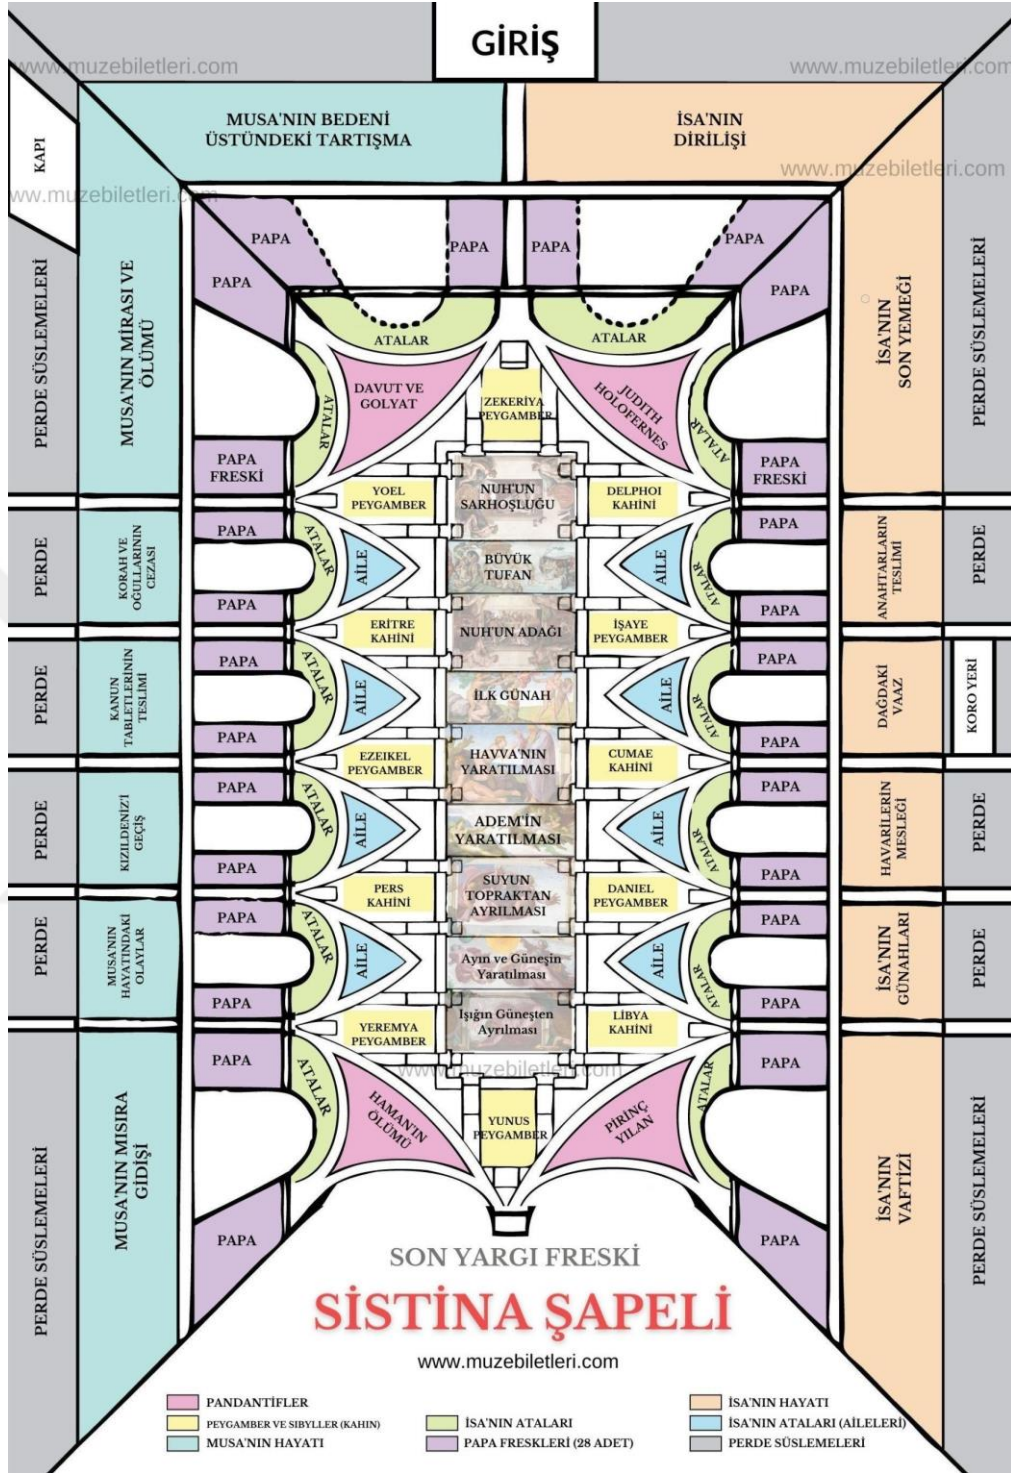 GİRİŞ
www.muzebiletleri.com
www.muzebiletleri.com
MUSA'NIN BEDENİ
ÜSTÜNDEKİ TARTIŞMA
İSA'NIN
DİRİLİŞİ
www.muzebiletleri.com
ww.muzebiletleri.com
KAPI
PAPA
PAPA
PAPA
PAPA
PAPA
PAPA
PERDE SÜSLEMELERİ
MUSA'NIN MİRASI VE
ÖLÜMÜ
İSA'NIN
SON YEMEĞİ
PERDE SÜSLEMELERİ
ATALAR
ATALAR
ATALAR
DAVUT VE
GOLYAT
ZEKERİYA
PEYGAMBER
JUDITH
HOLOFERNES
ATALAR
PAPA
FRESKİ
PAPA
FRESKİ
YOEL
PEYGAMBER
NUH'UN
SARHOŞLUĞU
DELPHOI
KAHİNİ
PERDE
KORAH VE
OĞULLARININ
CEZASI
PAPA
PAPA
ATALAR
AİLE
BÜYÜK
TUFAN
AİLE
ATALAR
PAPA
PAPA
ANAHTARLARIN
TESLİMİ
PERDE
ERİTRE
KAHİNİ
NUH'UN ADAĞI
İŞAYE
PEYGAMBER
PERDE
KANUN
TABLETLERİNİN
TESLİMİ
PAPA
PAPA
ATALAR
AİLE
İLK GÜNAH
AİLE
ATALAR
PAPA
PAPA
DAĞDAKİ
VAAZ
KORO YERİ
EZEIKEL
PEYGAMBER
HAVVA'NIN
YARATILMASI
CUMAE
KAHİNİ
PERDE
KIZILDENIZ'I
GEÇİŞ
PAPA
PAPA
ATALAR
AİLE
ADEM'İN
YARATILMASI
AİLE
ATALAR
PAPA
PAPA
HAVARİLERİN
MESLEĞİ
PERDE
PERS
KAHİNİ
SUYUN
TOPRAKTAN
AYRILMASI
DANIEL
PEYGAMBER
PERDE
MUSA'NIN
HAYATINDAKİ
OLAYLAR
PAPA
PAPA
ATALAR
AİLE
Ayın ve Güneşin
Yaratılması
AİLE
ATALAR
PAPA
PAPA
İSA'NIN
GÜNAHLARI
PERDE
YEREMYA
PEYGAMBER
Işığın Güneşten
Ayrılması
LİBYA
KAHİNİ
www.muzebiletleri.com
PERDE SÜSLEMELERİ
MUSA'NIN MISIRA
GİDİŞİ
PAPA
PAPA
ATALAR
HAMAN'IN
ÖLÜMÜ
YUNUS
PEYGAMBER
PİRİNÇ
YILAN
ATALAR
PAPA
PAPA
İSA'NIN
VAFTİZİ
PERDE SÜSLEMELERİ
SON YARGI FRESKİ
SİSTİNA ŞAPELİ
www.muzebiletleri.com
PANDANTİFLER
PEYGAMBER VE SIBYLLER (KAHIN)
MUSA'NIN HAYATI
İSA'NIN ATALARI
PAPA FRESKLERİ (28 ADET)
İSA'NIN HAYATI
İSA'NIN ATALARI (AİLELERİ)
PERDE SÜSLEMELERİ